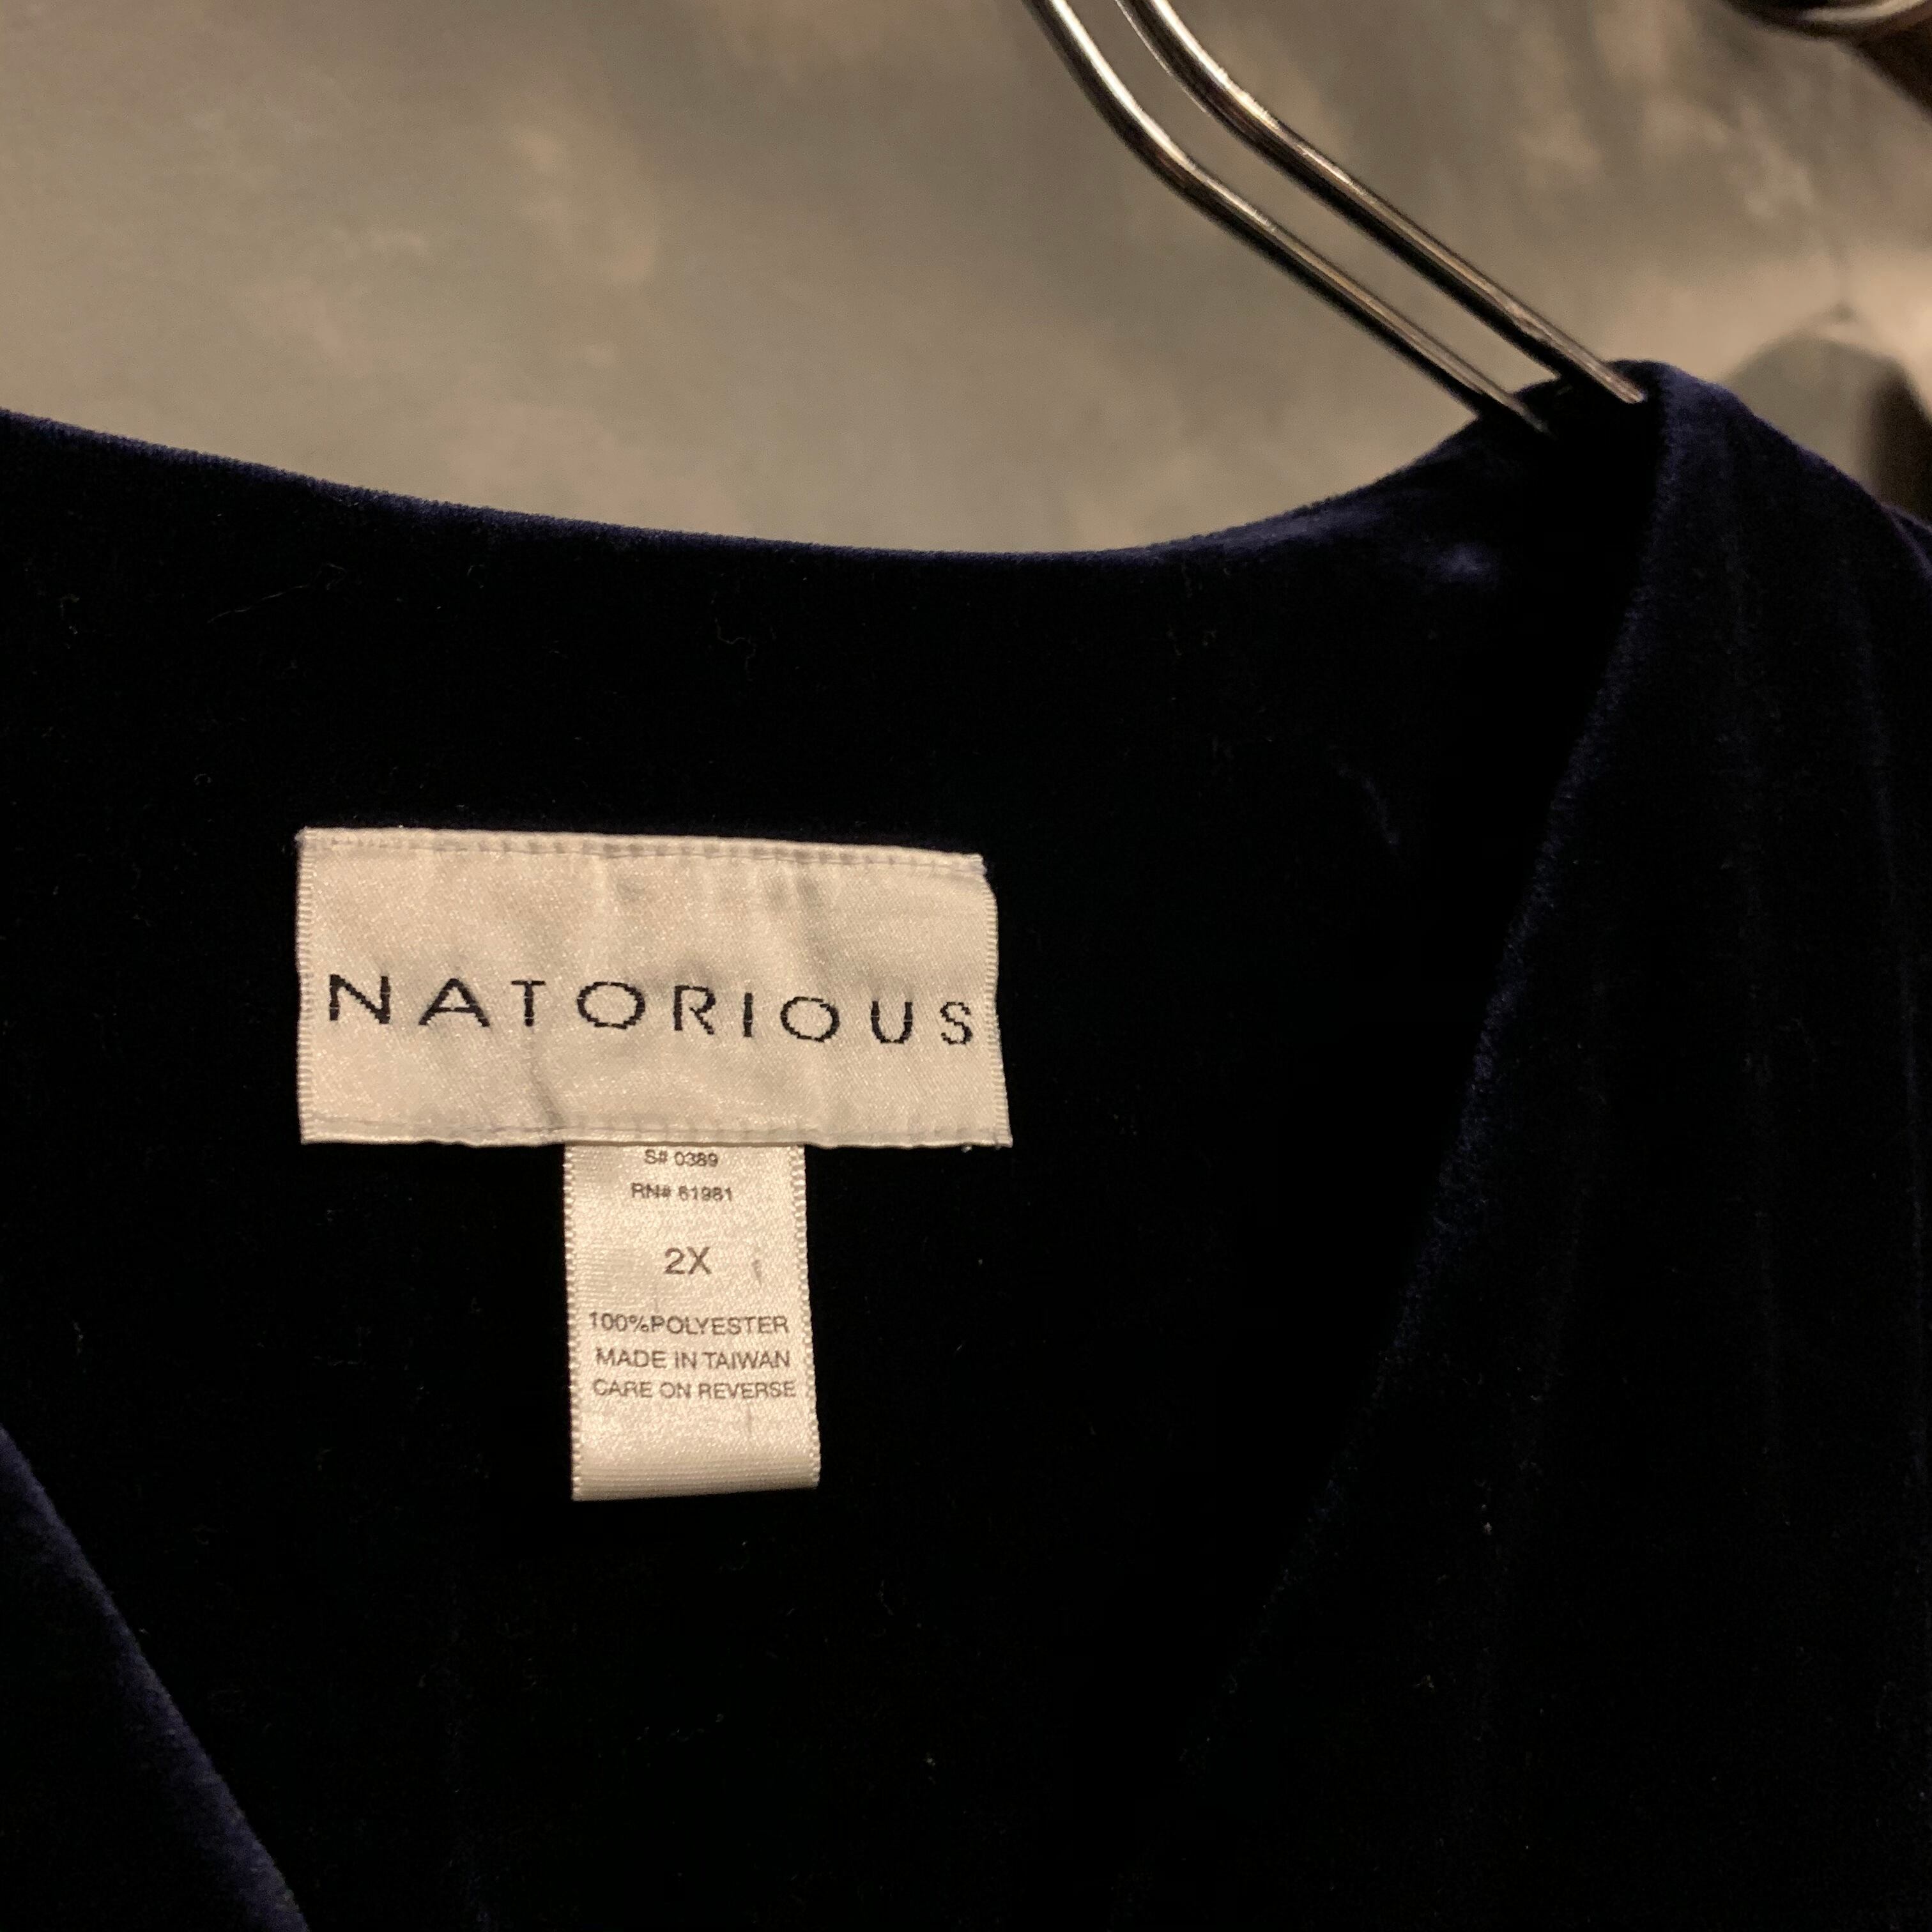 NATORIOUS
S# 0389
RN# 61981
2X
100%POLYESTER
MADE IN TAIWAN
CARE ON REVERSE